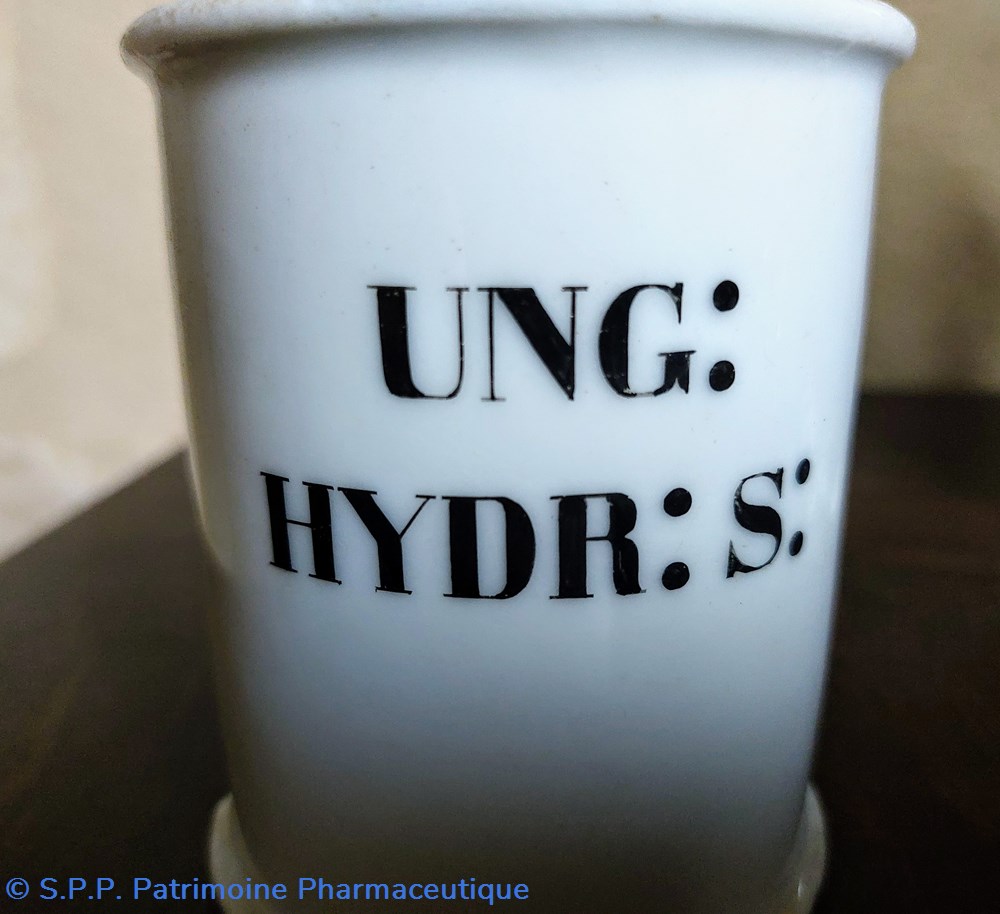 UNG:
HYDR: S:
© S.P.P. Patrimoine Pharmaceutique